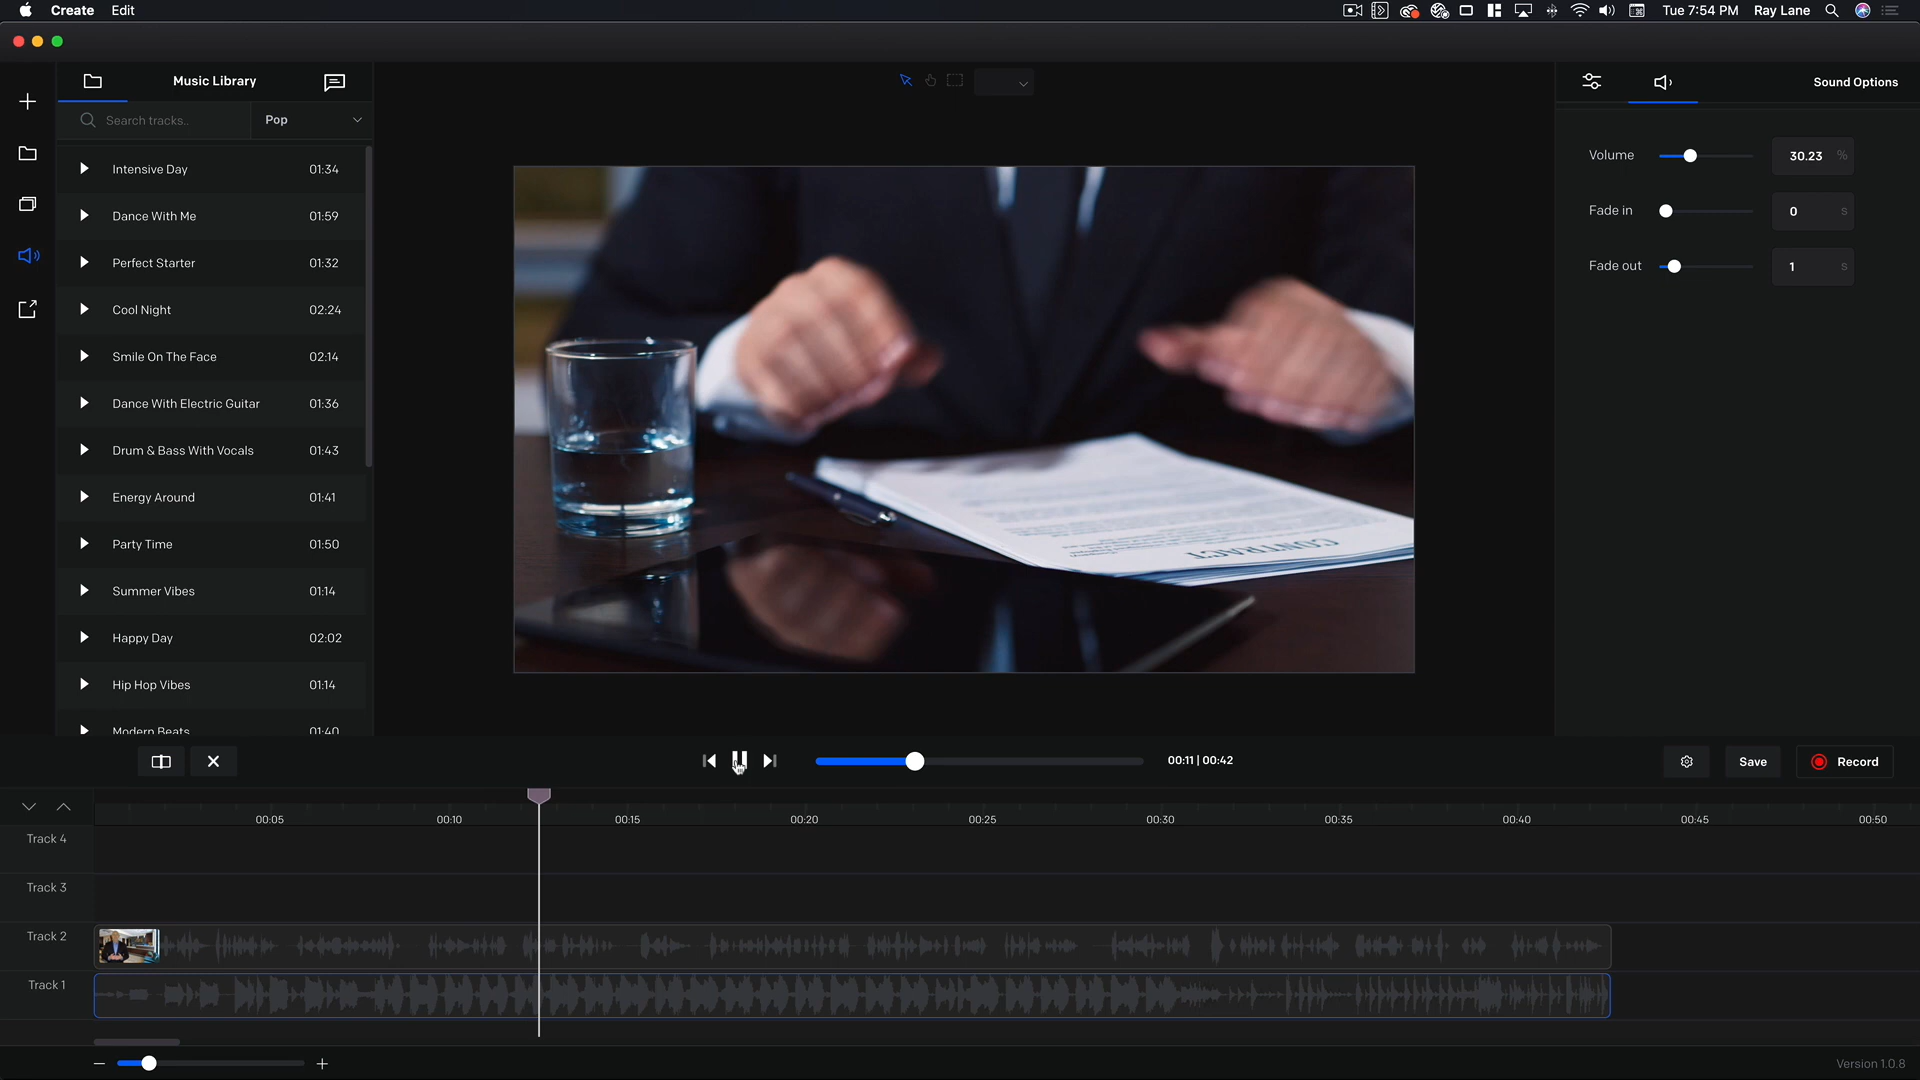 Create Edit
Tue 7:54 PM Ray Lane
Music Library
Sound Options
Search tracks.. Pop
Intensive Day 01:34
Dance With Me 01:59
Perfect Starter 01:32
Cool Night 02:24
Smile On The Face 02:14
Dance With Electric Guitar 01:36
Drum & Bass With Vocals 01:43
Energy Around 01:41
Party Time 01:50
Summer Vibes 01:14
Happy Day 02:02
Hip Hop Vibes 01:14
Modern Beats 01:40
Volume 30.23 %
Fade in 0 s
Fade out 1 s
CONTRACT
00:11 | 00:42
Save
Record
00:05 00:10 00:15 00:20 00:25 00:30 00:35 00:40 00:45 00:50
Track 4
Track 3
Track 2
Track 1
Version 1.0.8